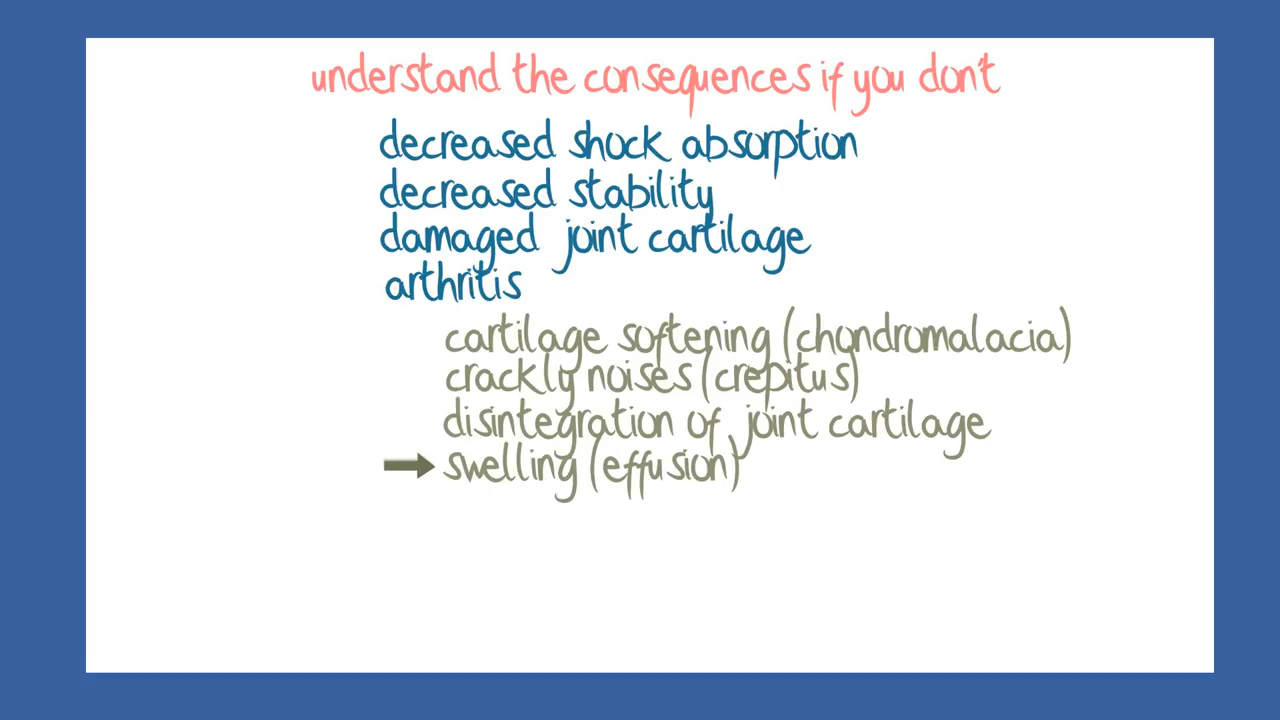 understand the consequences if you don't
decreased shock absorption
decreased stability
damaged joint cartilage
arthritis
cartilage softening (chondromalacia)
crackly noises (crepitus)
disintegration of joint cartilage
swelling (effusion)